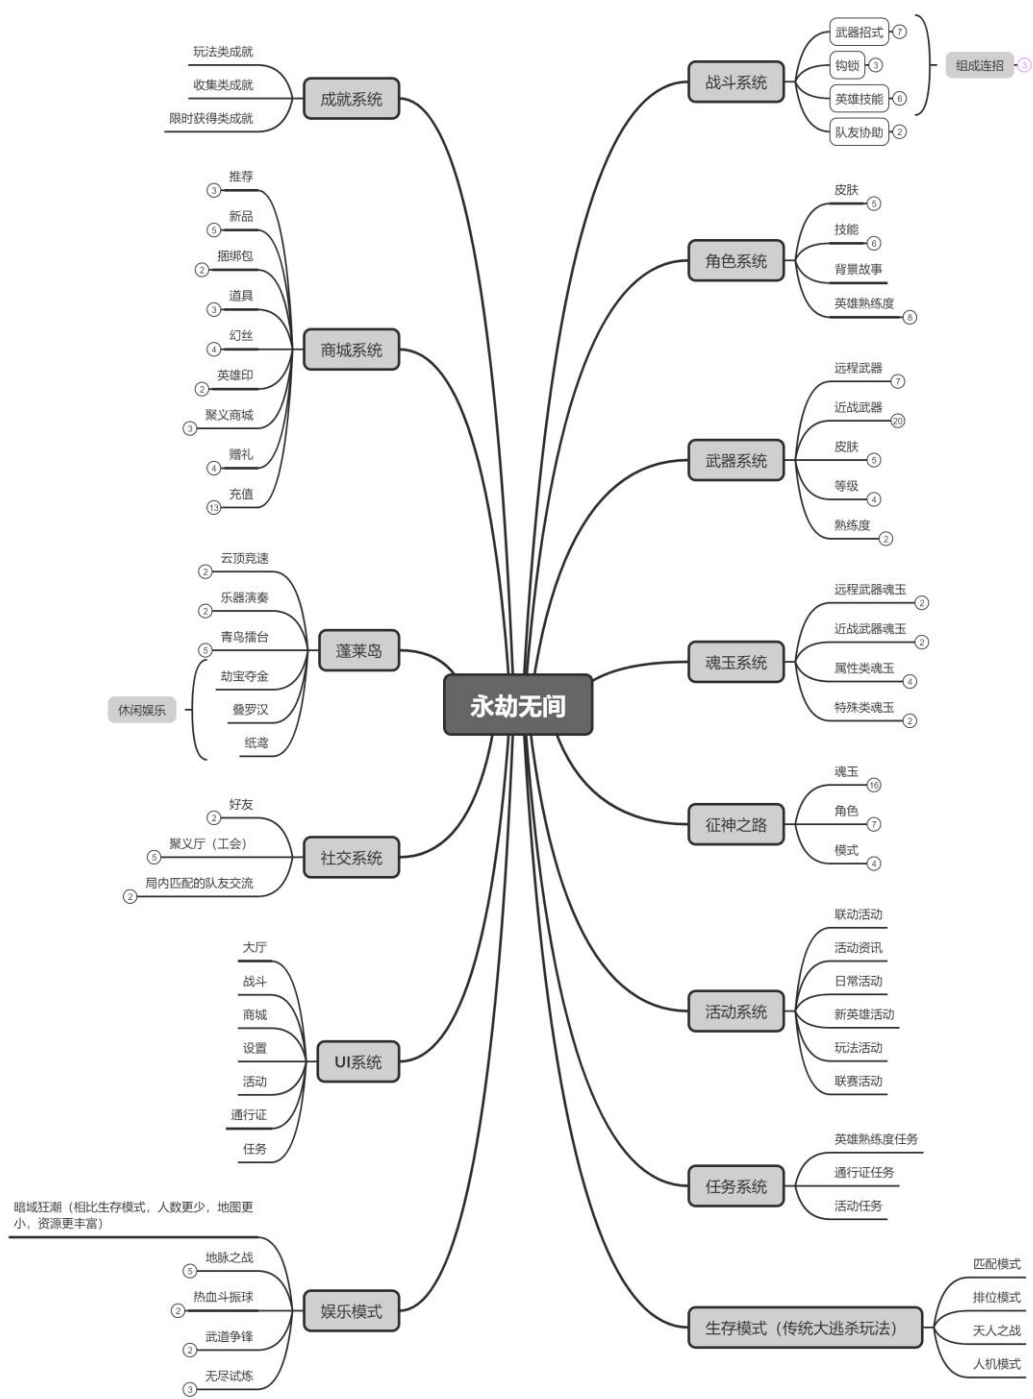 永劫无间
战斗系统
武器招式 7
钩锁 3
英雄技能 6
队友协助 2
组成连招 3
角色系统
皮肤 5
技能 6
背景故事
英雄熟练度 8
武器系统
远程武器 7
近战武器 20
皮肤 5
等级 4
熟练度 2
魂玉系统
远程武器魂玉 2
近战武器魂玉 2
属性类魂玉 4
特殊类魂玉 2
征神之路
魂玉 16
角色 7
模式 4
活动系统
联动活动
活动资讯
日常活动
新英雄活动
玩法活动
联赛活动
任务系统
英雄熟练度任务
通行证任务
活动任务
生存模式（传统大逃杀玩法）
匹配模式
排位模式
天人之战
人机模式
成就系统
玩法类成就
收集类成就
限时获得类成就
商城系统
推荐 3
新品 5
捆绑包 2
道具 3
幻丝 4
英雄印 2
聚义商城 3
赠礼 4
充值 13
蓬莱岛
云顶竞速 2
乐器演奏 2
青鸟擂台 5
劫宝夺金
叠罗汉
纸鸢
休闲娱乐
社交系统
好友 2
聚义厅（工会） 5
局内匹配的队友交流 2
UI系统
大厅
战斗
商城
设置
活动
通行证
任务
娱乐模式
暗域狂潮（相比生存模式，人数更少，地图更
小，资源更丰富）
地脉之战 5
热血斗振球 2
武道争锋 2
无尽试炼 3